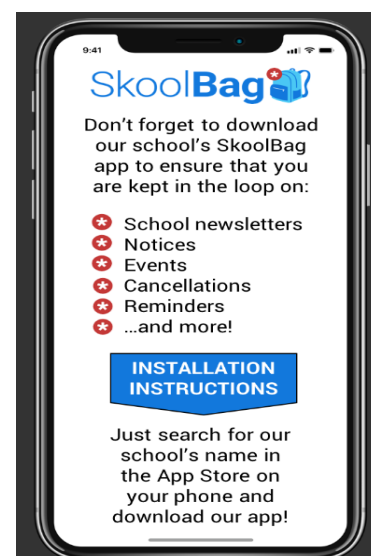 9:41
SkoolBag
Don't forget to download
our school's SkoolBag
app to ensure that you
are kept in the loop on:
School newsletters
Notices
Events
Cancellations
Reminders
...and more!
INSTALLATION
INSTRUCTIONS
Just search for our
school's name in
the App Store on
your phone and
download our app!